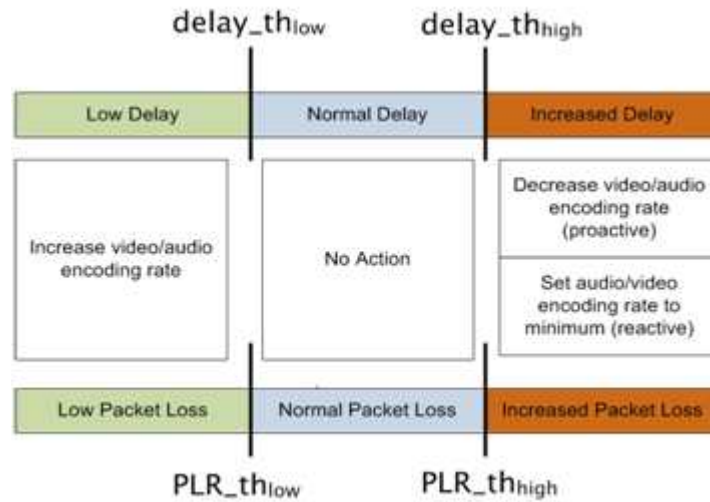 delay_thlow
delay_thhigh
Low Delay
Normal Delay
Increased Delay
Increase video/audio
encoding rate
No Action
Decrease video/audio
encoding rate
(proactive)
Set audio/video
encoding rate to
minimum (reactive)
Low Packet Loss
Normal Packet Loss
Increased Packet Loss
PLR_thlow
PLR_thhigh